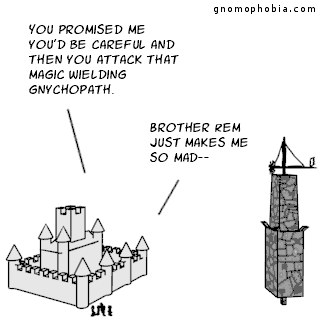 gnomophobia.com
YOU PROMISED ME
YOU'D BE CAREFUL AND
THEN YOU ATTACK THAT
MAGIC WIELDING
GNYCHOPATH.
BROTHER REM
JUST MAKES ME
SO MAD--